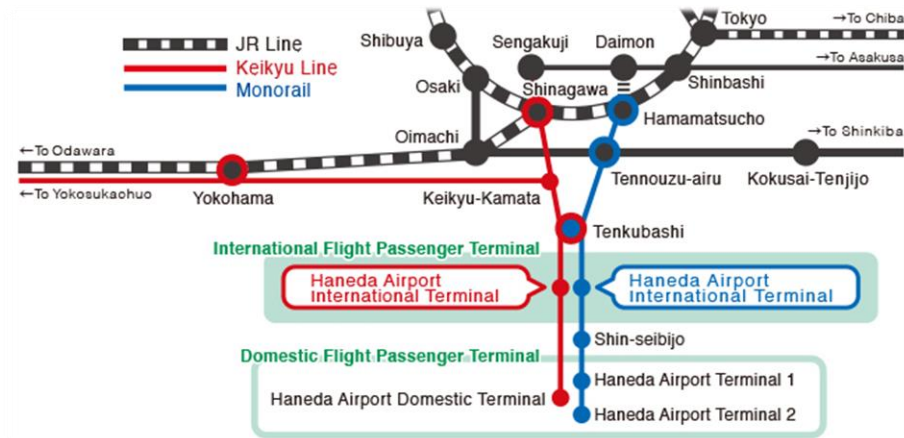 Tokyo
→To Chiba
JR Line
Shibuya
Sengakuji
Daimon
Keikyu Line
→To Asakusa
Monorail
Osaki
Shinagawa
Shinbashi
Hamamatsucho
Oimachi
→To Shinkiba
←To Odawara
←To Yokosukaohuo
Yokohama
Keikyu-Kamata
Tennouzu-airu
Kokusai-Tenjijo
Tenkubashi
International Flight Passenger Terminal
Haneda Airport
International Terminal
Haneda Airport
International Terminal
Shin-seibijo
Domestic Flight Passenger Terminal
Haneda Airport Terminal 1
Haneda Airport Domestic Terminal
Haneda Airport Terminal 2